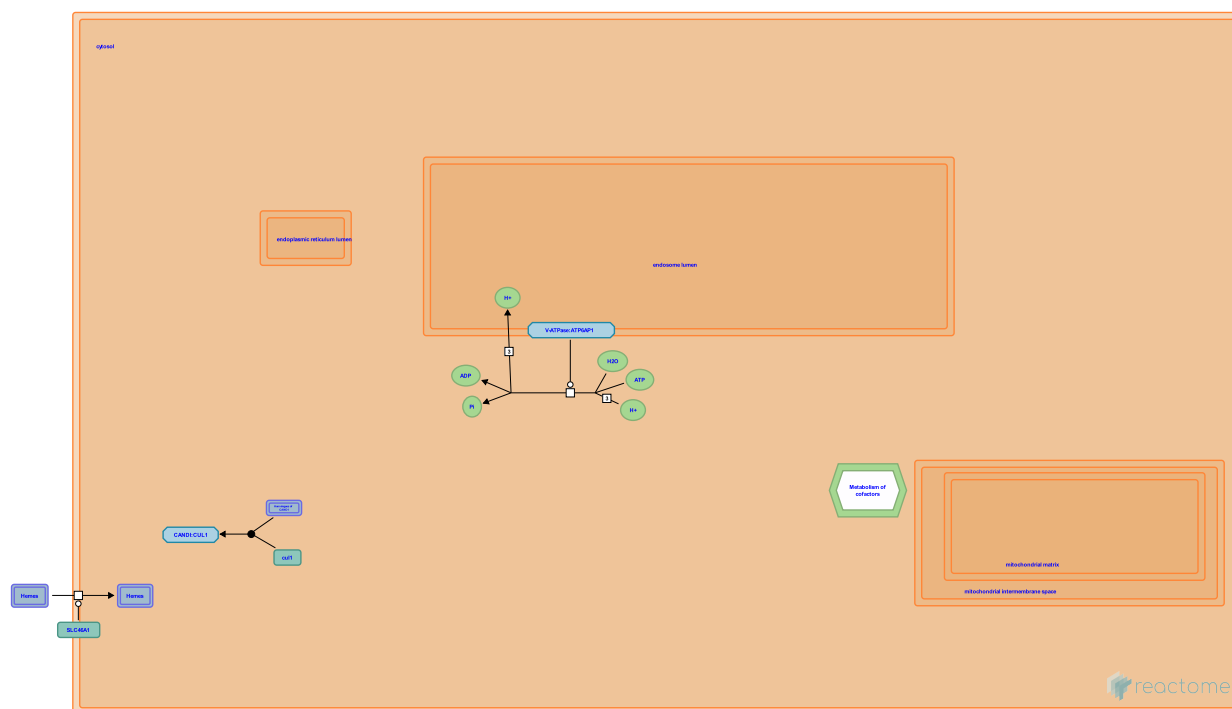 cytosol
endoplasmic reticulum lumen
endosome lumen
H+
V-ATPase:ATP6AP1
3
H2O
ADP
ATP
3
Pi
H+
Metabolism of
cofactors
CAND1:CUL1
cul1
mitochondrial matrix
mitochondrial intermembrane space
Hemes
Hemes
SLC46A1
reactome